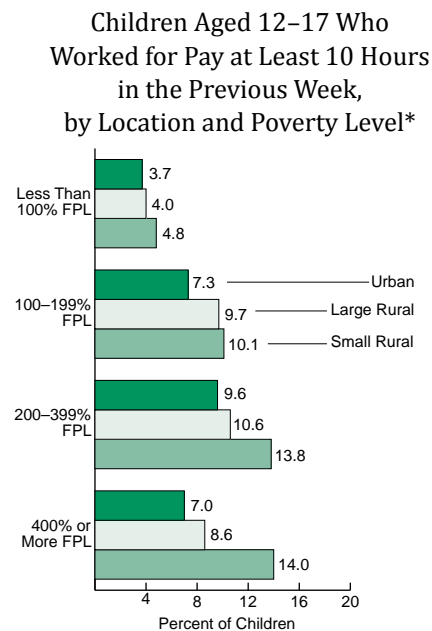 Children Aged 12–17 Who
Worked for Pay at Least 10 Hours
in the Previous Week,
by Location and Poverty Level*
Less Than
100% FPL
3.7
4.0
4.8
100–199%
FPL
7.3
Urban
9.7
Large Rural
10.1
Small Rural
200–399%
FPL
9.6
10.6
13.8
400% or
More FPL
7.0
8.6
14.0
4 8 12 16 20
Percent of Children